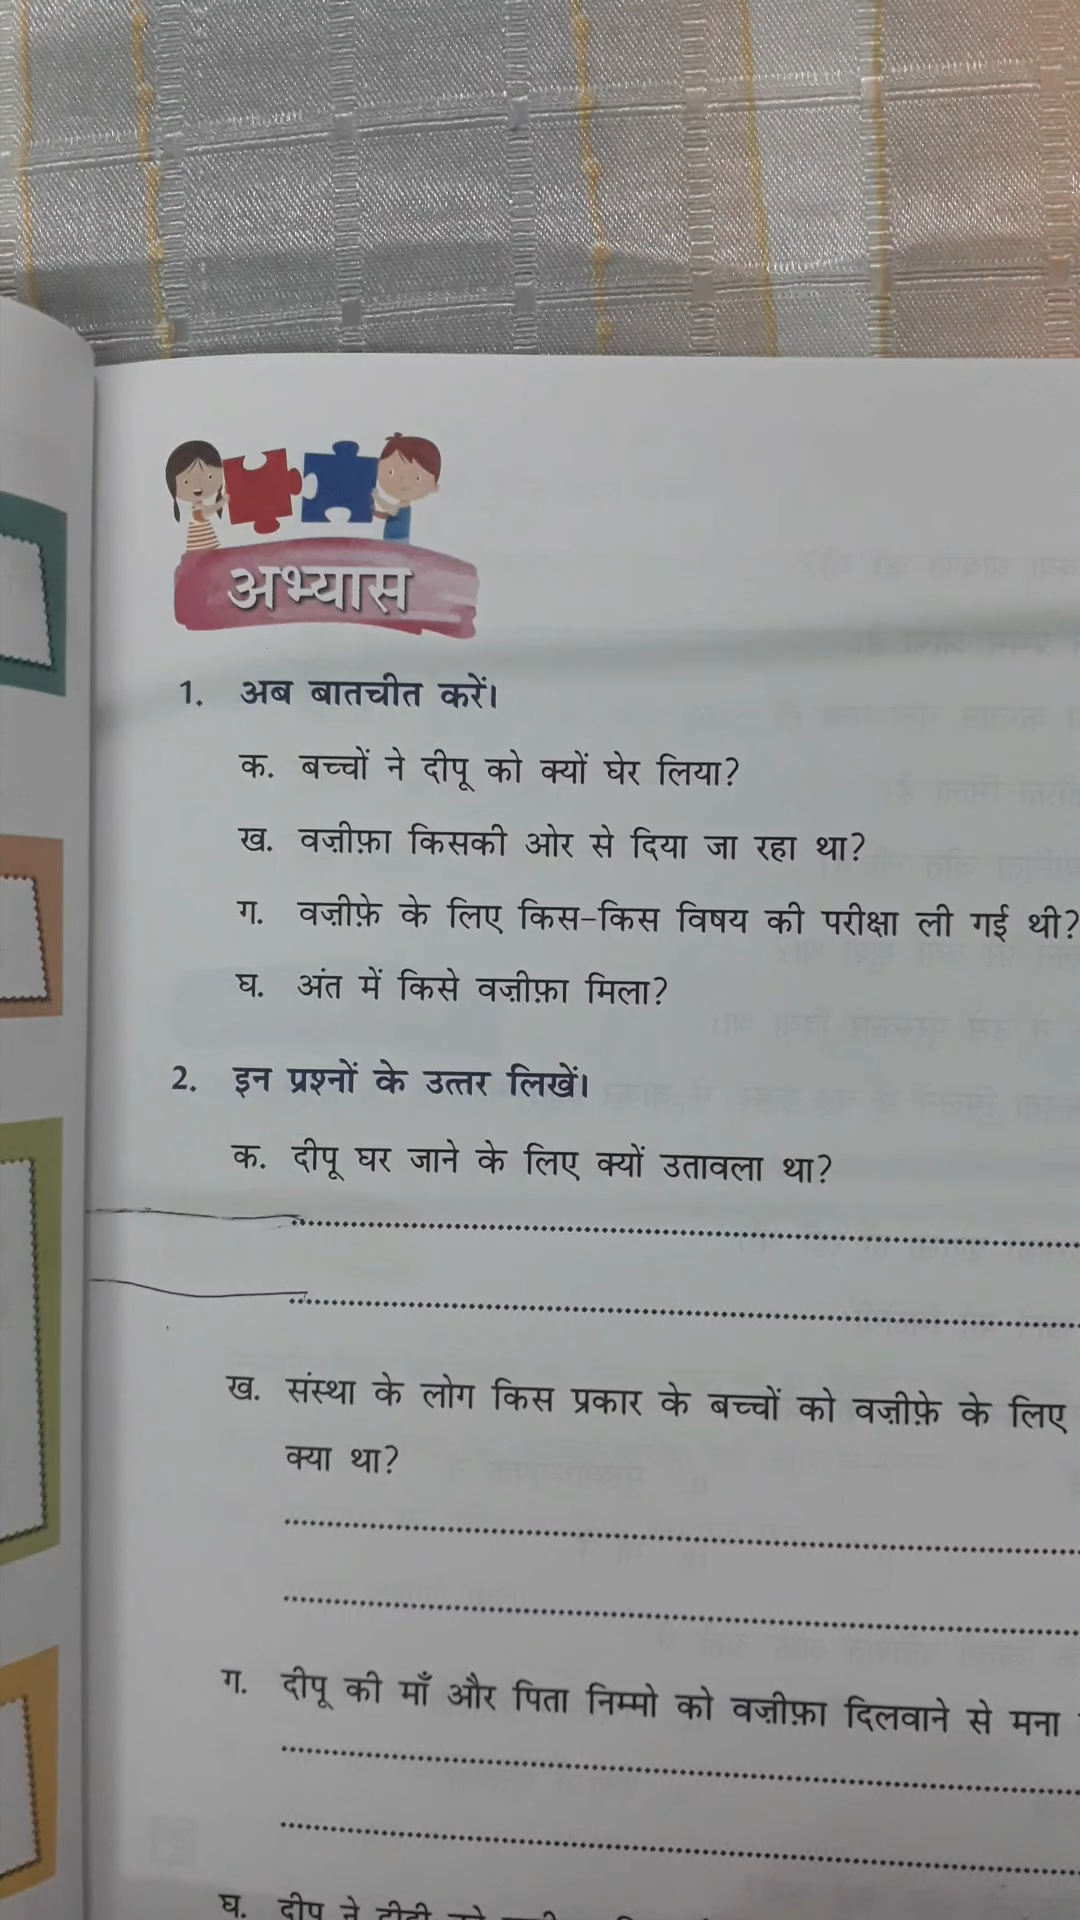 अभ्यास
1. अब बातचीत करें।
क. बच्चों ने दीपू को क्यों घेर लिया?
ख. वज़ीफ़ा किसकी ओर से दिया जा रहा था?
ग. वज़ीफ़े के लिए किस-किस विषय की परीक्षा ली गई थी?
घ. अंत में किसे वज़ीफ़ा मिला?
2. इन प्रश्नों के उत्तर लिखें।
क. दीपू घर जाने के लिए क्यों उतावला था?
ख. संस्था के लोग किस प्रकार के बच्चों को वज़ीफ़े के लिए
क्या था?
ग. दीपू की माँ और पिता निम्मो को वज़ीफ़ा दिलवाने से मना
घ. दीपू ने दीदी